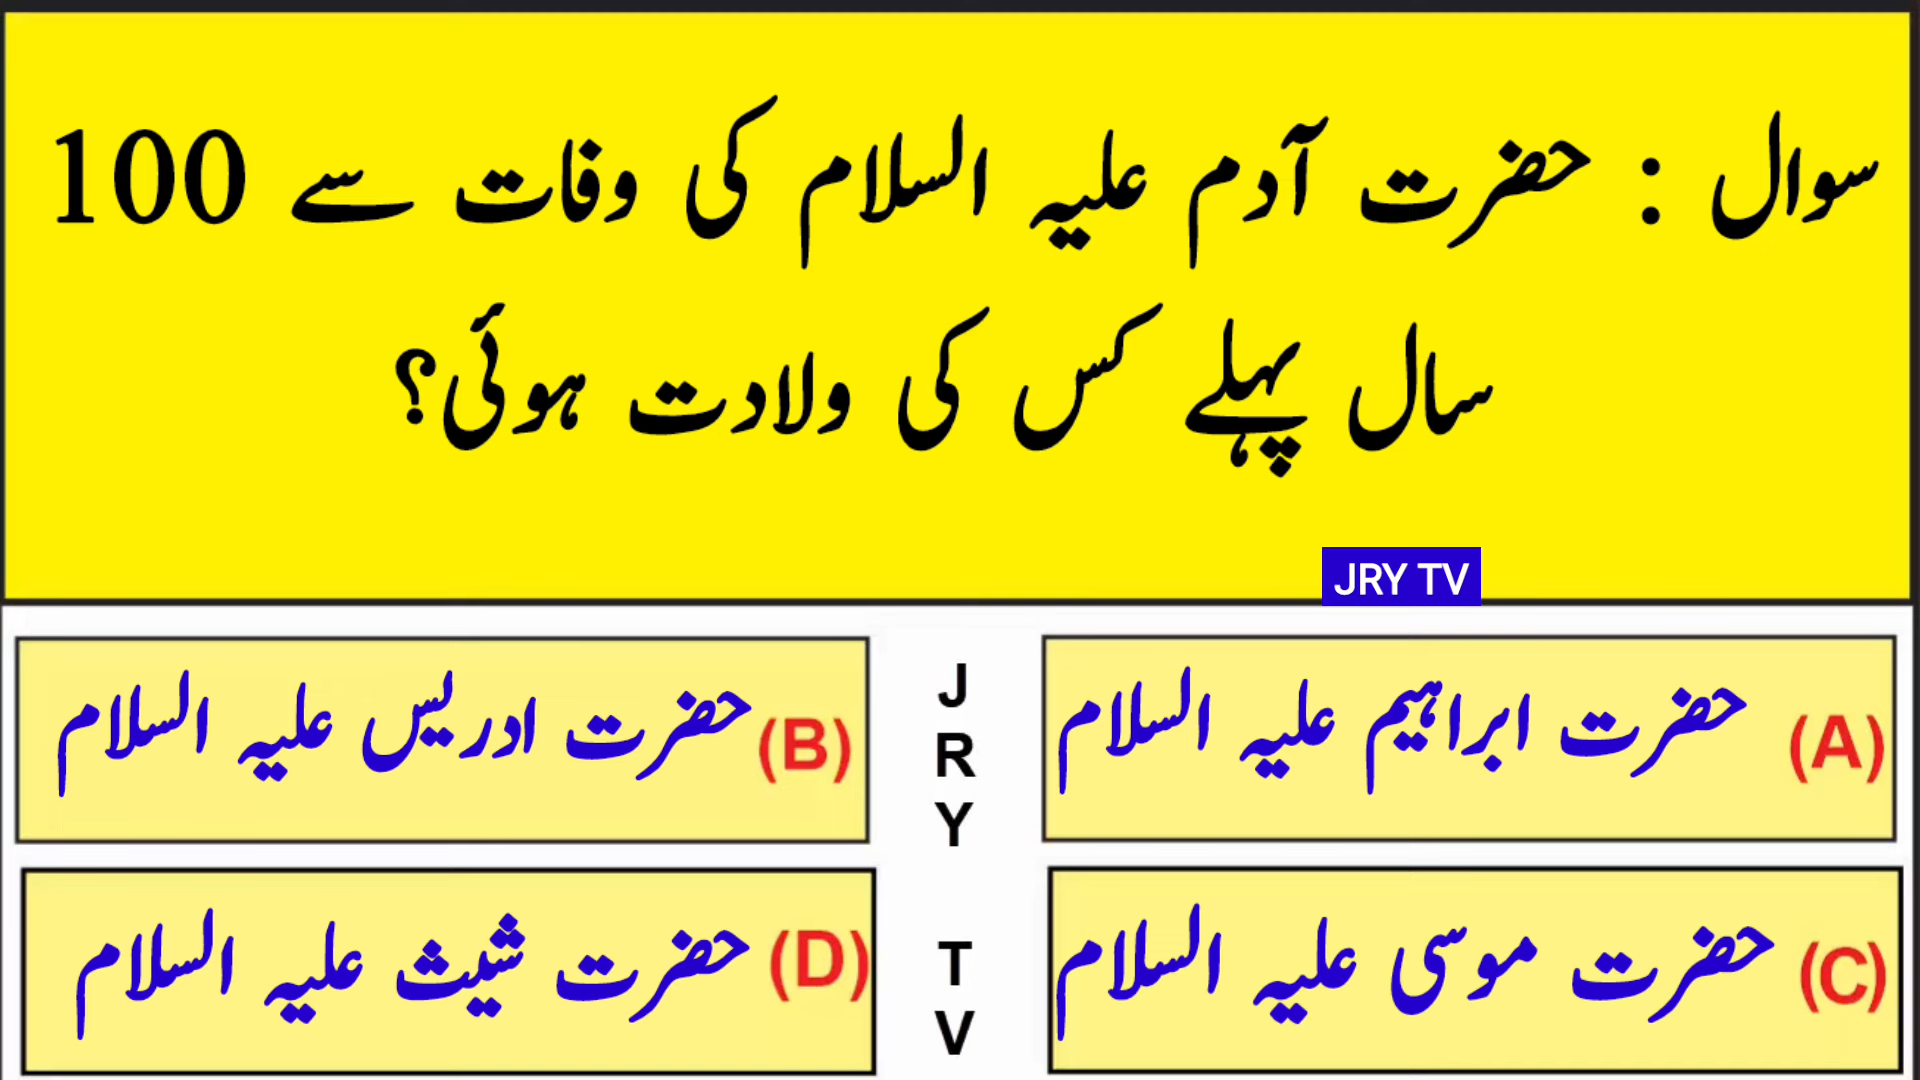 سوال : حضرت آدم علیہ السلام کی وفات سے 100
سال پہلے کس کی ولادت ہوئی؟
JRY TV
(A) حضرت ابراہیم علیہ السلام
(B) حضرت ادریس علیہ السلام
(C) حضرت موسی علیہ السلام
(D) حضرت شیث علیہ السلام
J
R
Y
T
V